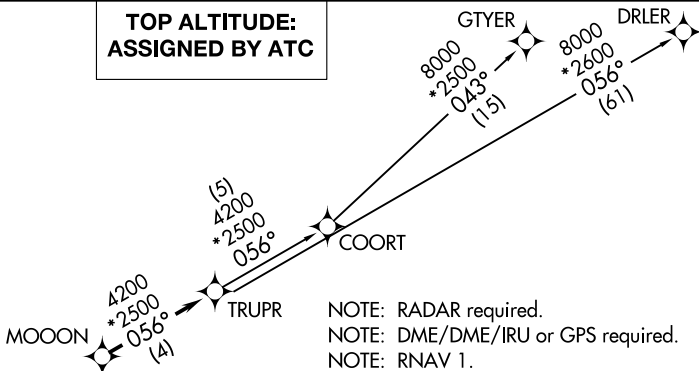 TOP ALTITUDE:
ASSIGNED BY ATC
GTYER
DRLER
8000
*2500
043°
(15)
8000
*2600
056°
(61)
(5)
4200
*2500
056°
COORT
4200
*2500
056°
(4)
TRUPR
MOOON
NOTE: RADAR required.
NOTE: DME/DME/IRU or GPS required.
NOTE: RNAV 1.